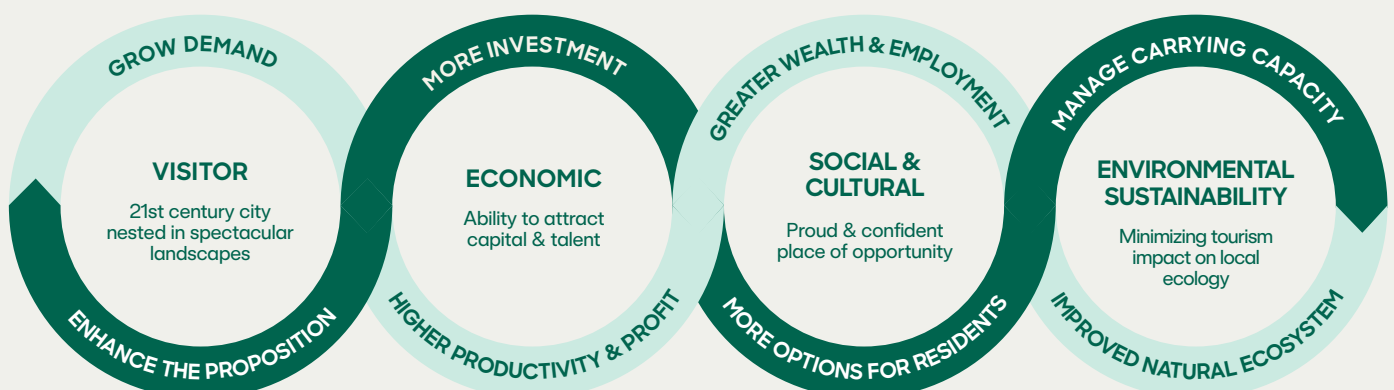 GROW DEMAND
VISITOR
21st century city
nested in spectacular
landscapes
ENHANCE THE PROPOSITION
MORE INVESTMENT
ECONOMIC
Ability to attract
capital & talent
HIGHER PRODUCTIVITY & PROFIT
GREATER WEALTH & EMPLOYMENT
SOCIAL &
CULTURAL
Proud & confident
place of opportunity
MORE OPTIONS FOR RESIDENTS
MANAGE CARRYING CAPACITY
ENVIRONMENTAL
SUSTAINABILITY
Minimizing tourism
impact on local
ecology
IMPROVED NATURAL ECOSYSTEM